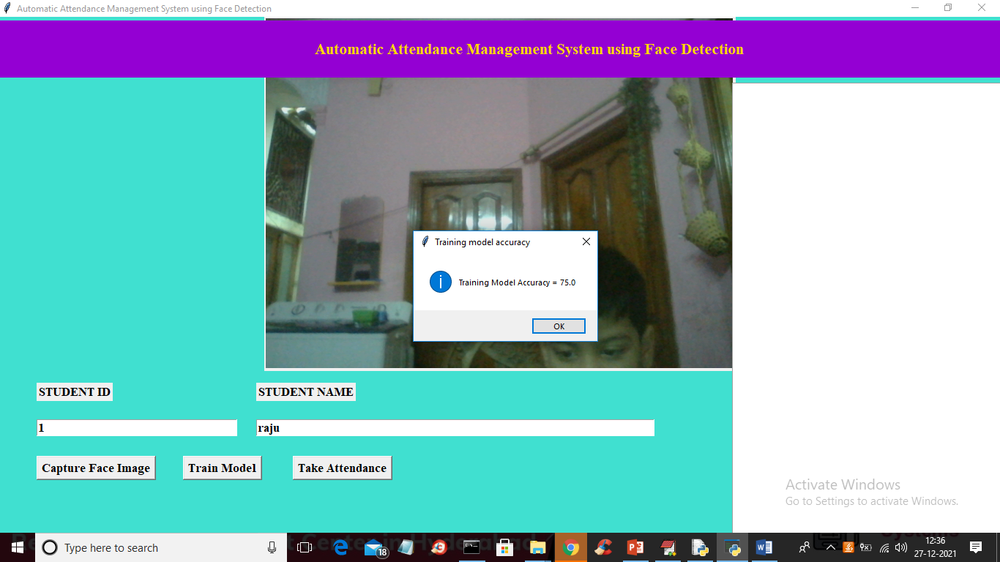 Automatic Attendance Management System using Face Detection
Automatic Attendance Management System using Face Detection
Training model accuracy
Training Model Accuracy = 75.0
OK
STUDENT ID
STUDENT NAME
1
raju
Capture Face Image
Train Model
Take Attendance
Activate Windows
Go to Settings to activate Windows.
Type here to search
18
12:36
27-12-2021